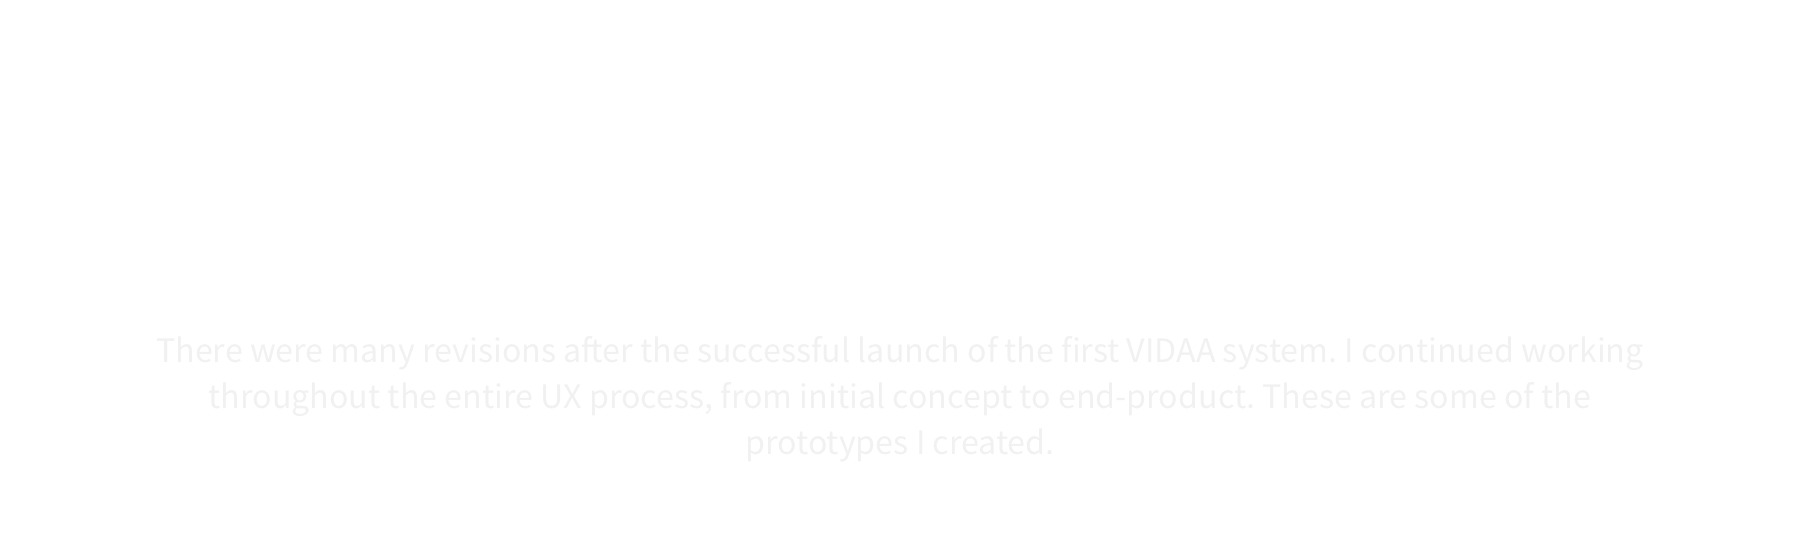 There were many revisions after the successful launch of the first VIDAA system. I continued working
throughout the entire UX process, from initial concept to end-product. These are some of the
prototypes I created.